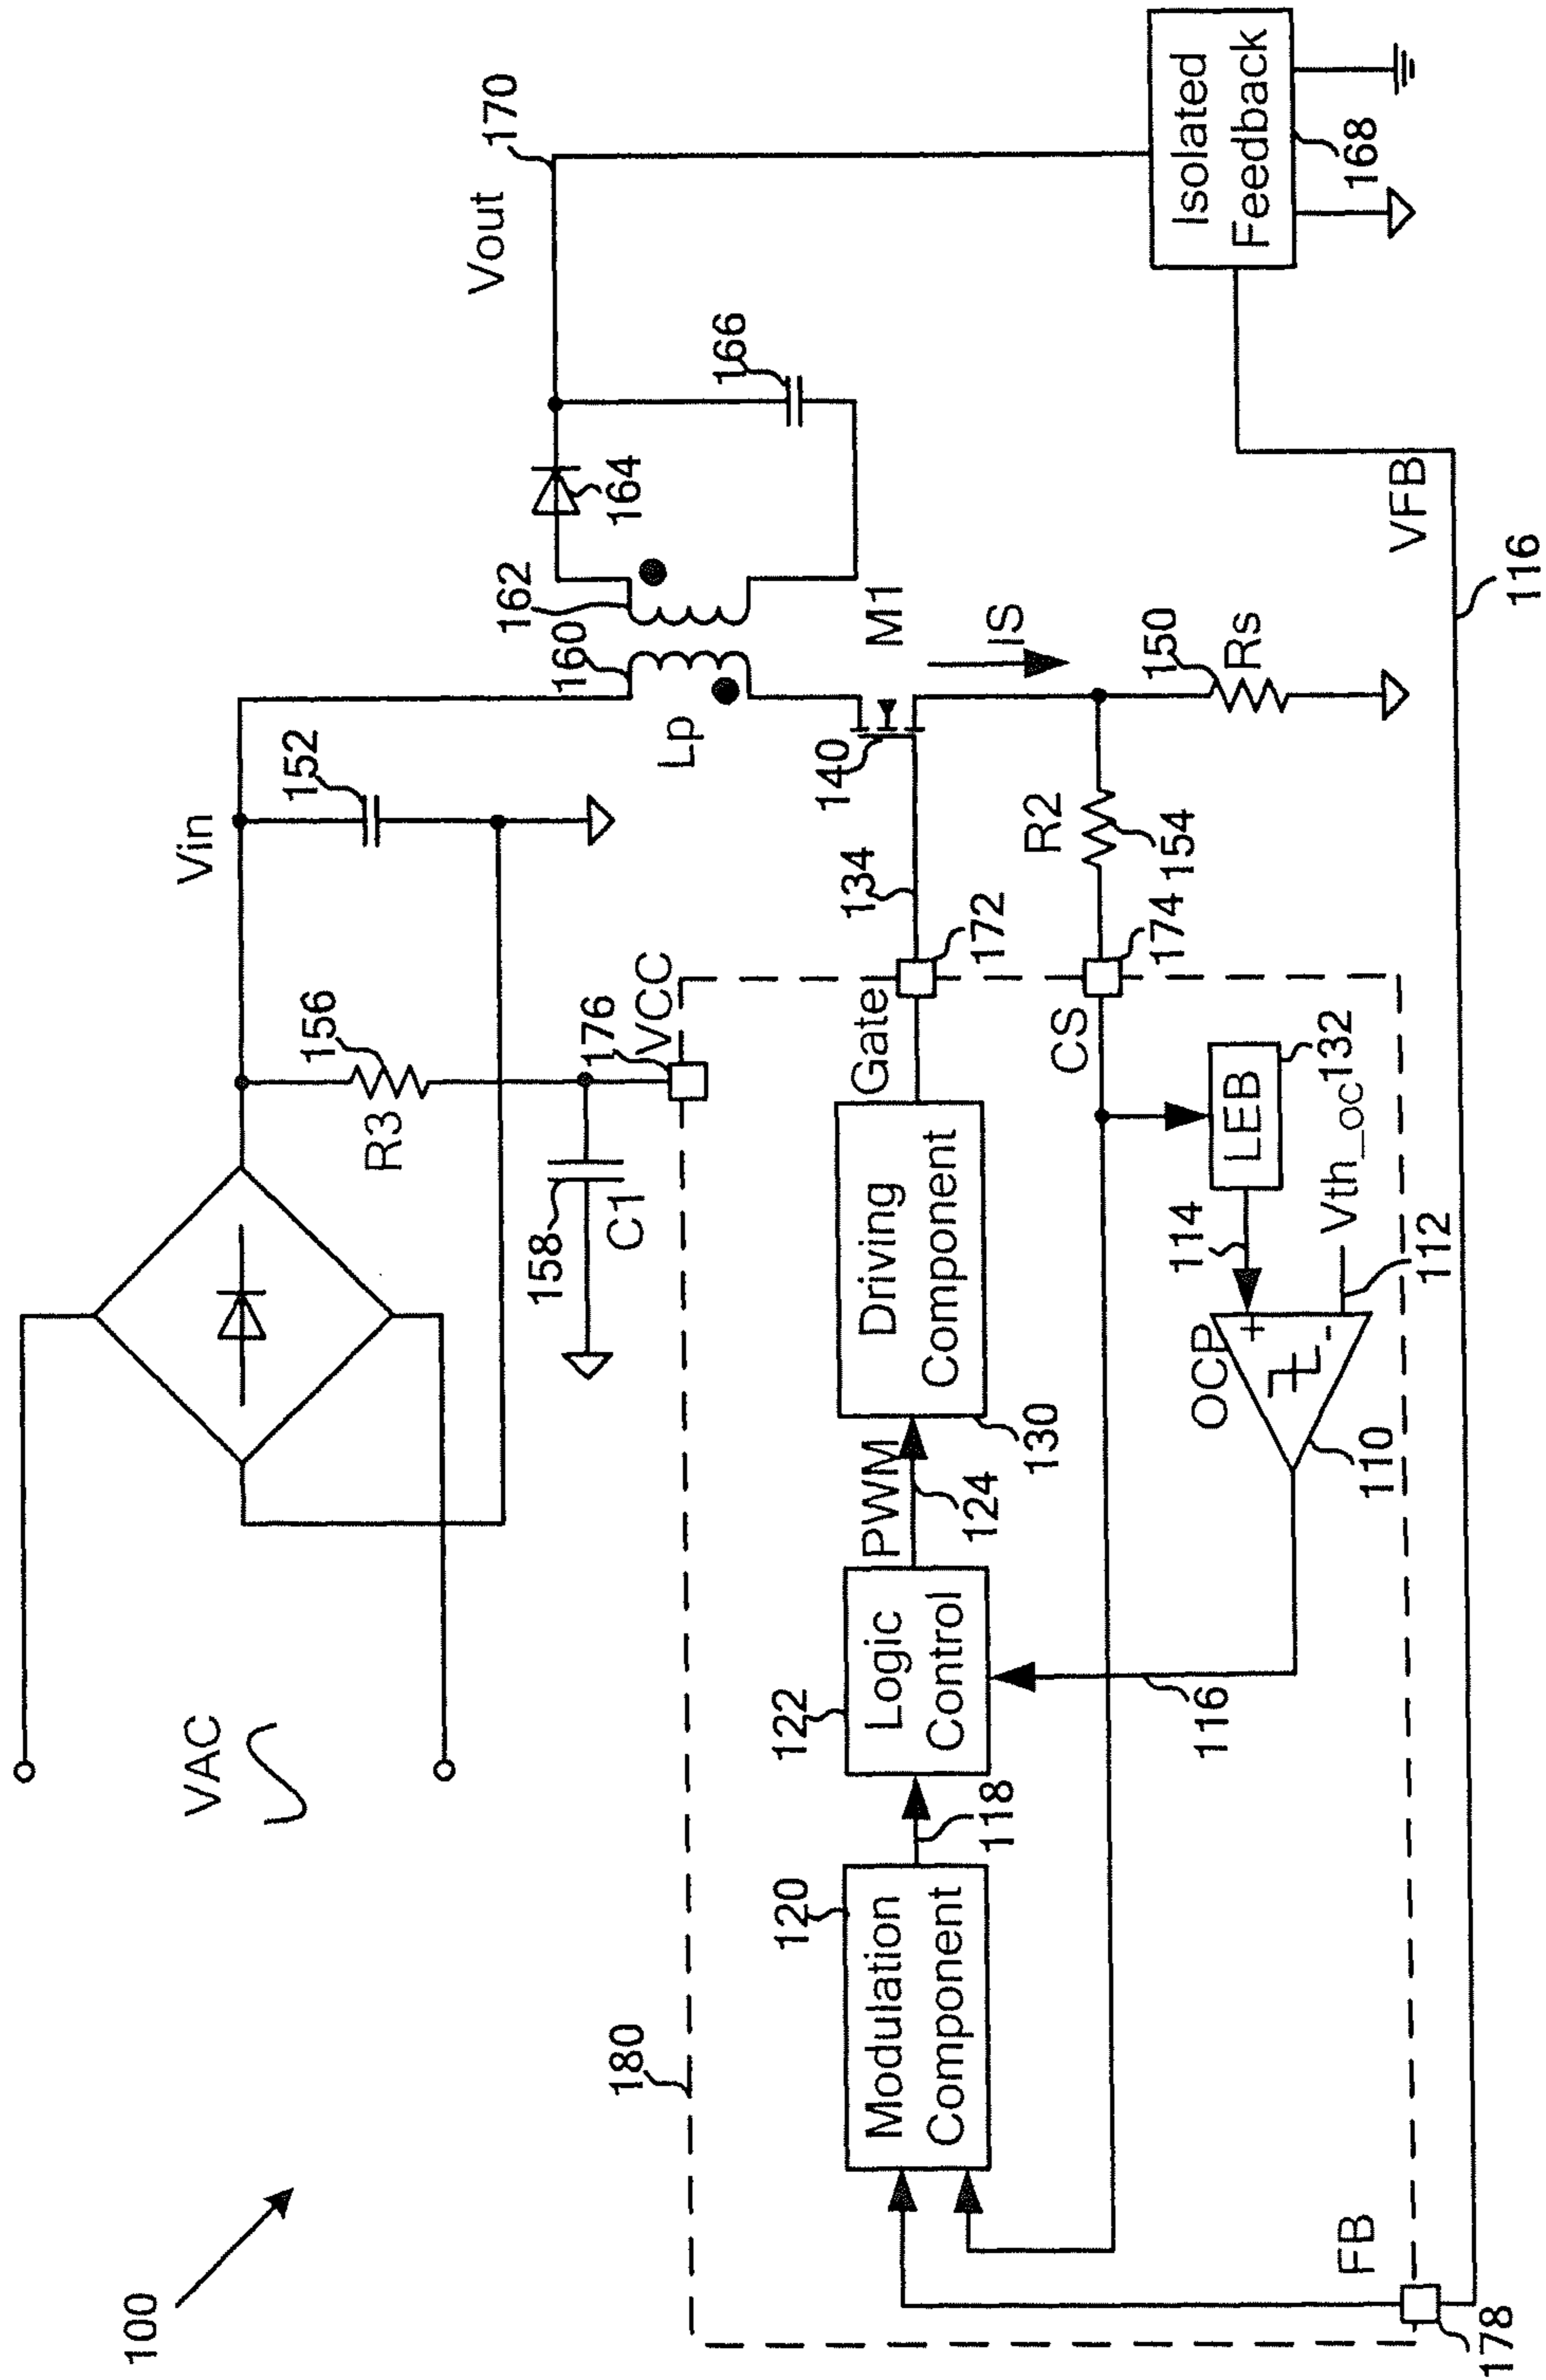 100
VAC
Vin
152
156
R3
158
C1
176
VCC
180
160
162
Lp
164
166
Vout
170
M1
140
134
172
Gate
IS
150
Rs
R2
154
174
CS
120
Modulation
Component
118
122
Logic
Control
PWM
124
Driving
Component
130
116
OCP
+
-
110
114
LEB
132
Vth_oc
112
FB
178
VFB
116
Isolated
Feedback
168